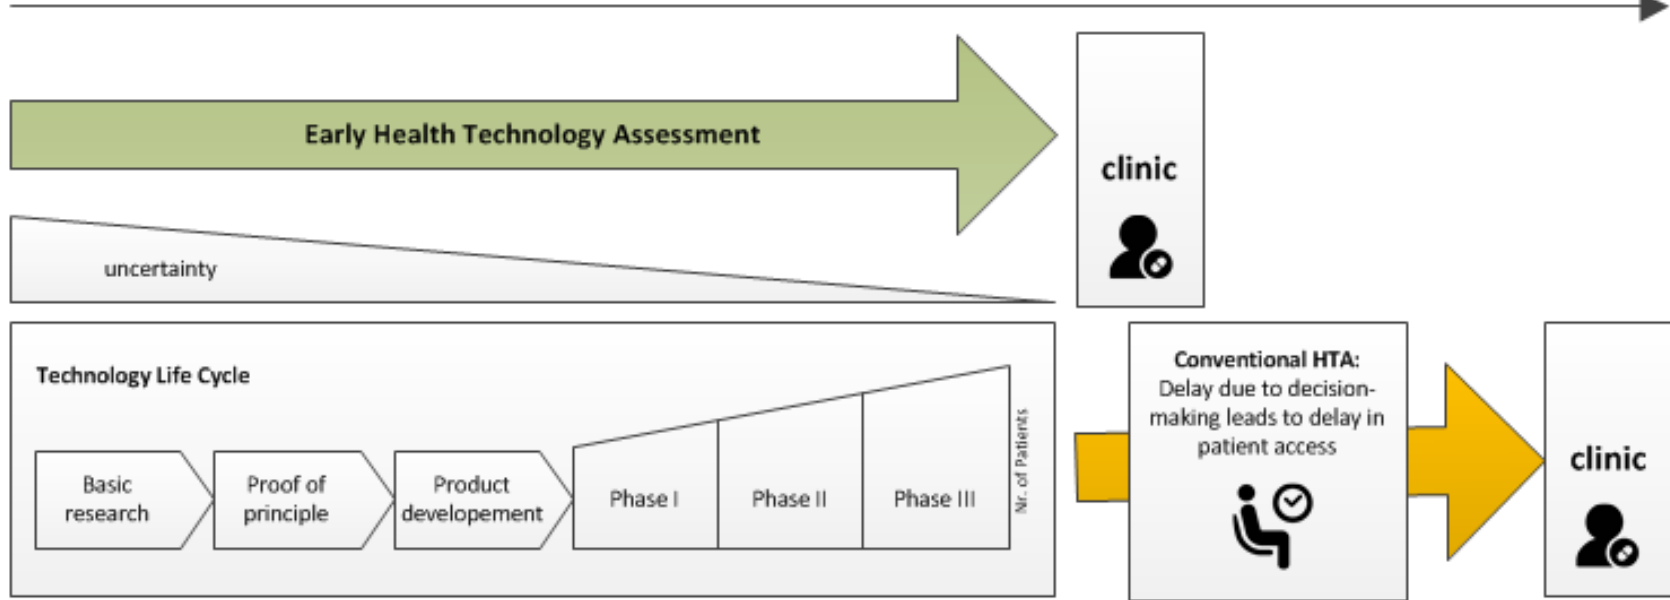 Early Health Technology Assessment
clinic
uncertainty
Technology Life Cycle
Basic
research
Proof of
principle
Product
developement
Phase I
Phase II
Phase III
Nr. of Patients
Conventional HTA:
Delay due to decision-
making leads to delay in
patient access
clinic